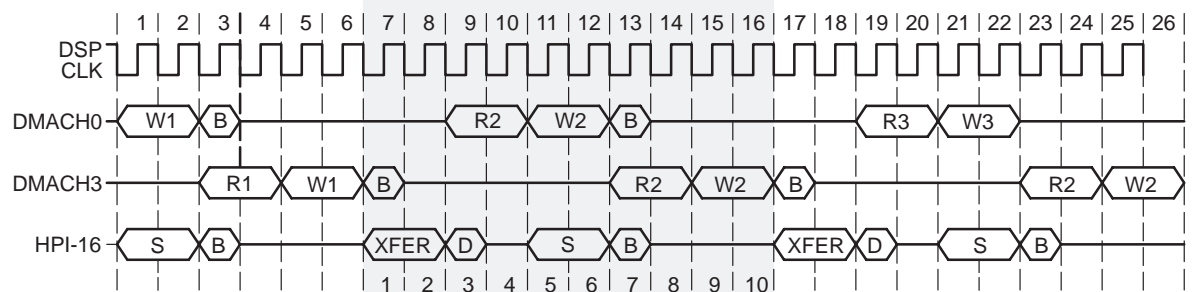 1 2 3 4 5 6 7 8 9 10 11 12 13 14 15 16 17 18 19 20 21 22 23 24 25 26
DSP
CLK
DMACH0 W1 B R2 W2 B R3 W3
DMACH3 R1 W1 B R2 W2 B R2 W2
HPI-16 S B XFER D S B XFER D S B
1 2 3 4 5 6 7 8 9 10